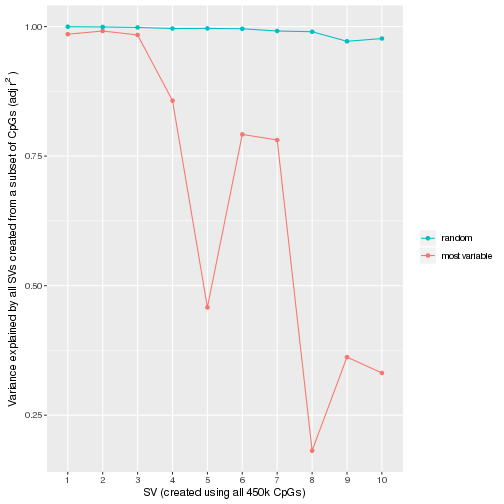 Variance explained by all SVs created from a subset of CpGs (adj r²)
1.00
0.75
0.50
0.25
1 2 3 4 5 6 7 8 9 10
SV (created using all 450k CpGs)
random
most variable